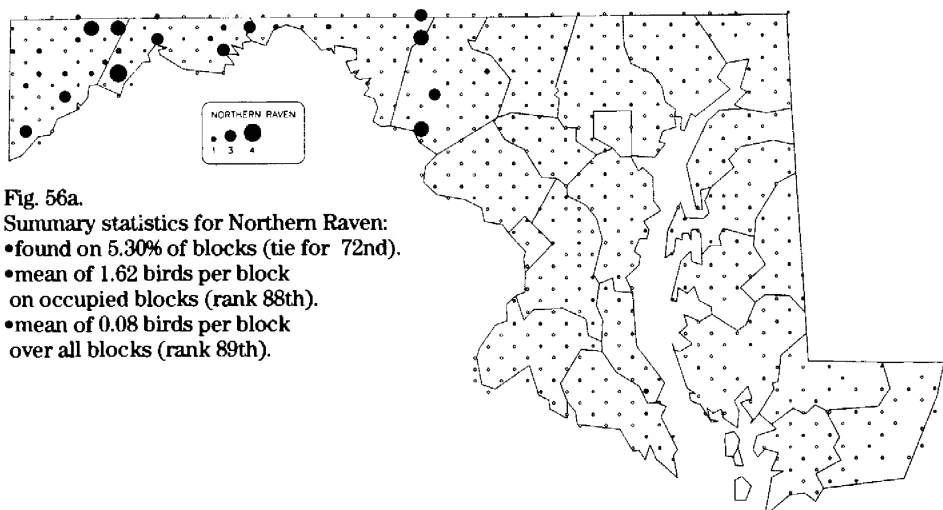 NORTHERN RAVEN
1 3 4
Fig. 56a.
Summary statistics for Northern Raven:
•found on 5.30% of blocks (tie for 72nd).
•mean of 1.62 birds per block
on occupied blocks (rank 88th).
•mean of 0.08 birds per block
over all blocks (rank 89th).